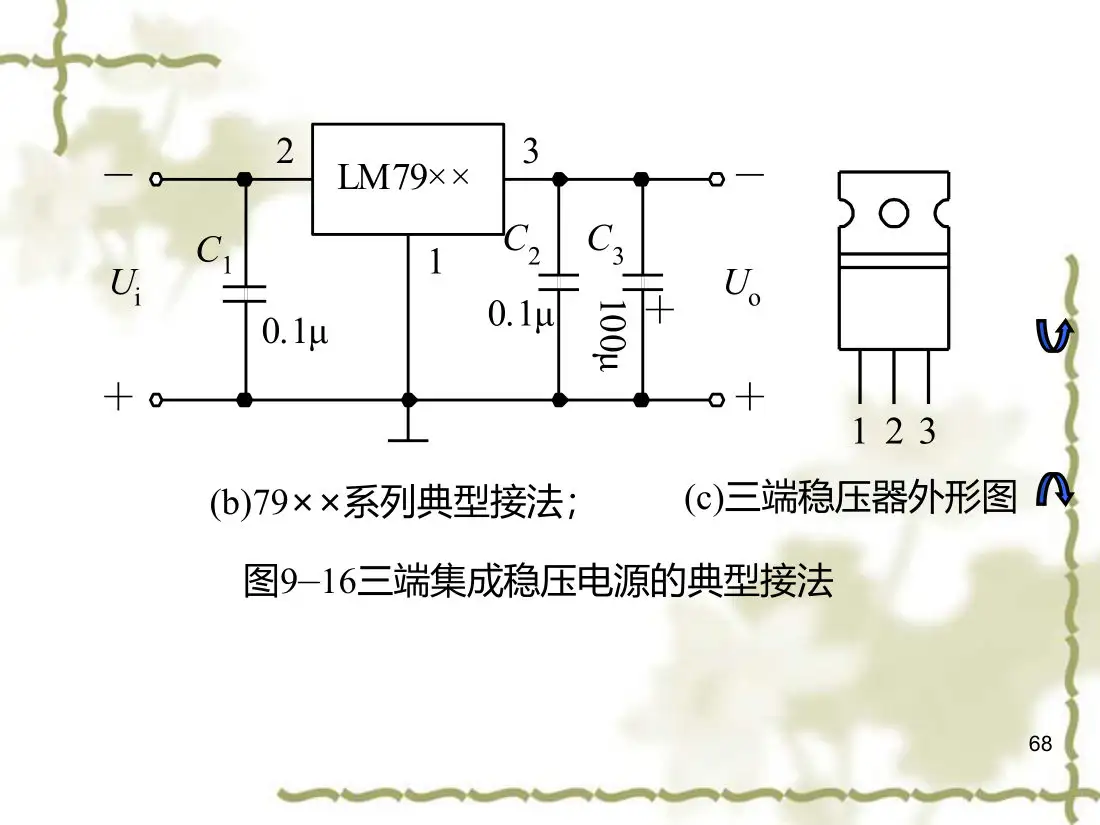 2 LM79×× 3
− −
C1 1 C2 C3
Ui Uo
0.1μ 0.1μ 100μ +
+ +
1 2 3
(b)79××系列典型接法；
(c)三端稳压器外形图
图9–16三端集成稳压电源的典型接法
68